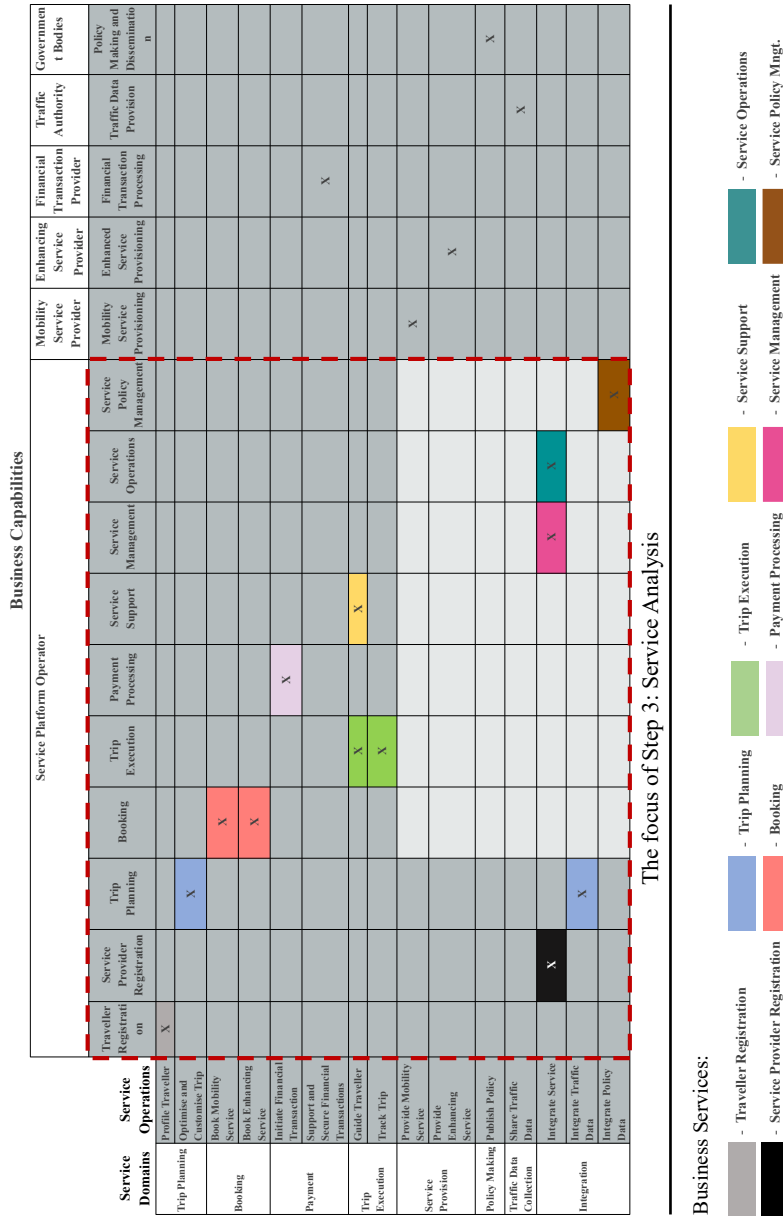 Business Capabilities
Service Platform Operator
Mobility
Service
Provider
Enhancing
Service
Provider
Financial
Transaction
Provider
Traffic
Authority
Governmen
t Bodies
Service
Domains
Service
Operations
Traveller
Registrati
on
Service
Provider
Registration
Trip
Planning
Booking
Trip
Execution
Payment
Processing
Service
Support
Service
Management
Service
Operations
Service
Policy
Management
Mobility
Service
Provisioning
Enhanced
Service
Provisioning
Financial
Transaction
Processing
Traffic Data
Provision
Policy
Making and
Disseminatio
n
Trip Planning
Profile Traveller
X
Optimise and
Customise Trip
X
Booking
Book Mobility
Service
X
Book Enhancing
Service
X
Payment
Initiate Financial
Transaction
X
Support and
Secure Financial
Transactions
X
Trip
Execution
Guide Traveller
X X
Track Trip
X
Service
Provision
Provide Mobility
Service
X
Provide
Enhancing
Service
X
Policy Making
Publish Policy
X
Traffic Data
Collection
Share Traffic
Data
X
Integration
Integrate Service
X X X
Integrate Traffic
Data
X
Integrate Policy
Data
X
The focus of Step 3: Service Analysis
Business Services:
- Traveller Registration
- Trip Planning
- Trip Execution
- Service Support
- Service Operations
- Service Provider Registration
- Booking
- Payment Processing
- Service Management
- Service Policy Mngt.